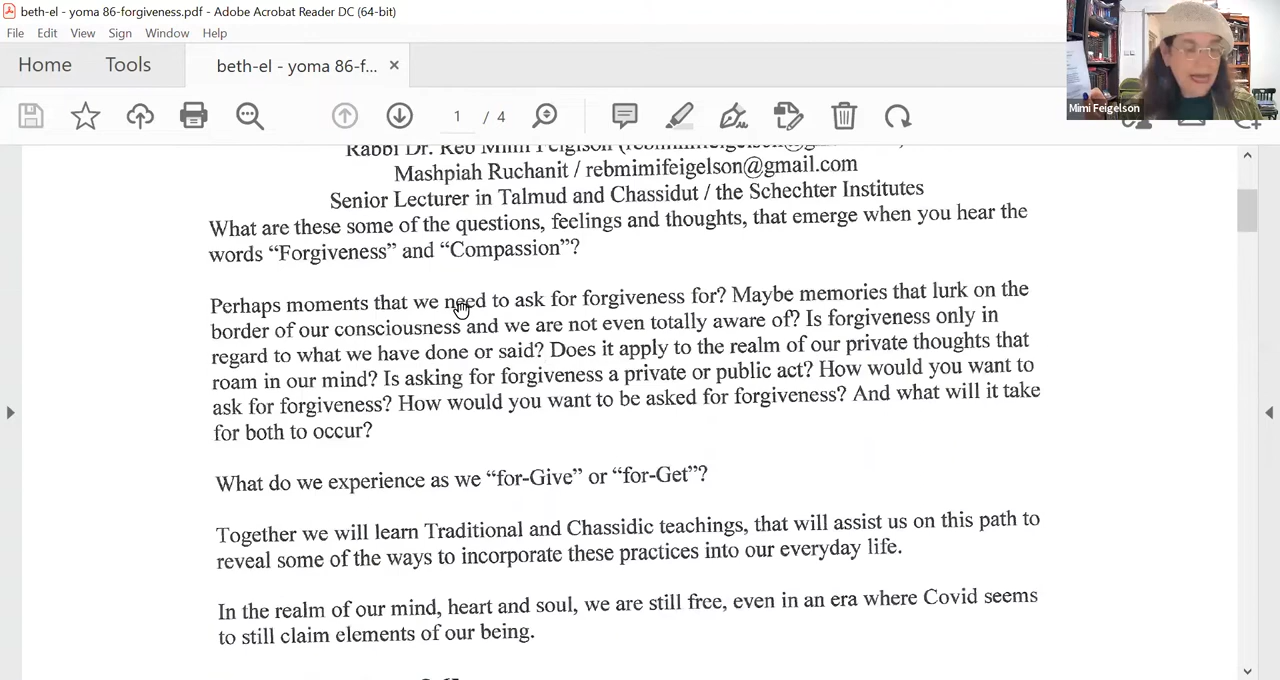 beth-el - yoma 86-forgiveness.pdf - Adobe Acrobat Reader DC (64-bit)
File Edit View Sign Window Help
Home Tools beth-el - yoma 86-f... ×
1 / 4
Mimi Feigelson
Rabbi Dr. Reb Mimi Feigelson
Mashpiah Ruchanit / rebmimifeigelson@gmail.com
Senior Lecturer in Talmud and Chassidut / the Schechter Institutes
What are these some of the questions, feelings and thoughts, that emerge when you hear the
words “Forgiveness” and “Compassion”?
Perhaps moments that we need to ask for forgiveness for? Maybe memories that lurk on the
border of our consciousness and we are not even totally aware of? Is forgiveness only in
regard to what we have done or said? Does it apply to the realm of our private thoughts that
roam in our mind? Is asking for forgiveness a private or public act? How would you want to
ask for forgiveness? How would you want to be asked for forgiveness? And what will it take
for both to occur?
What do we experience as we “for-Give” or “for-Get”?
Together we will learn Traditional and Chassidic teachings, that will assist us on this path to
reveal some of the ways to incorporate these practices into our everyday life.
In the realm of our mind, heart and soul, we are still free, even in an era where Covid seems
to still claim elements of our being.